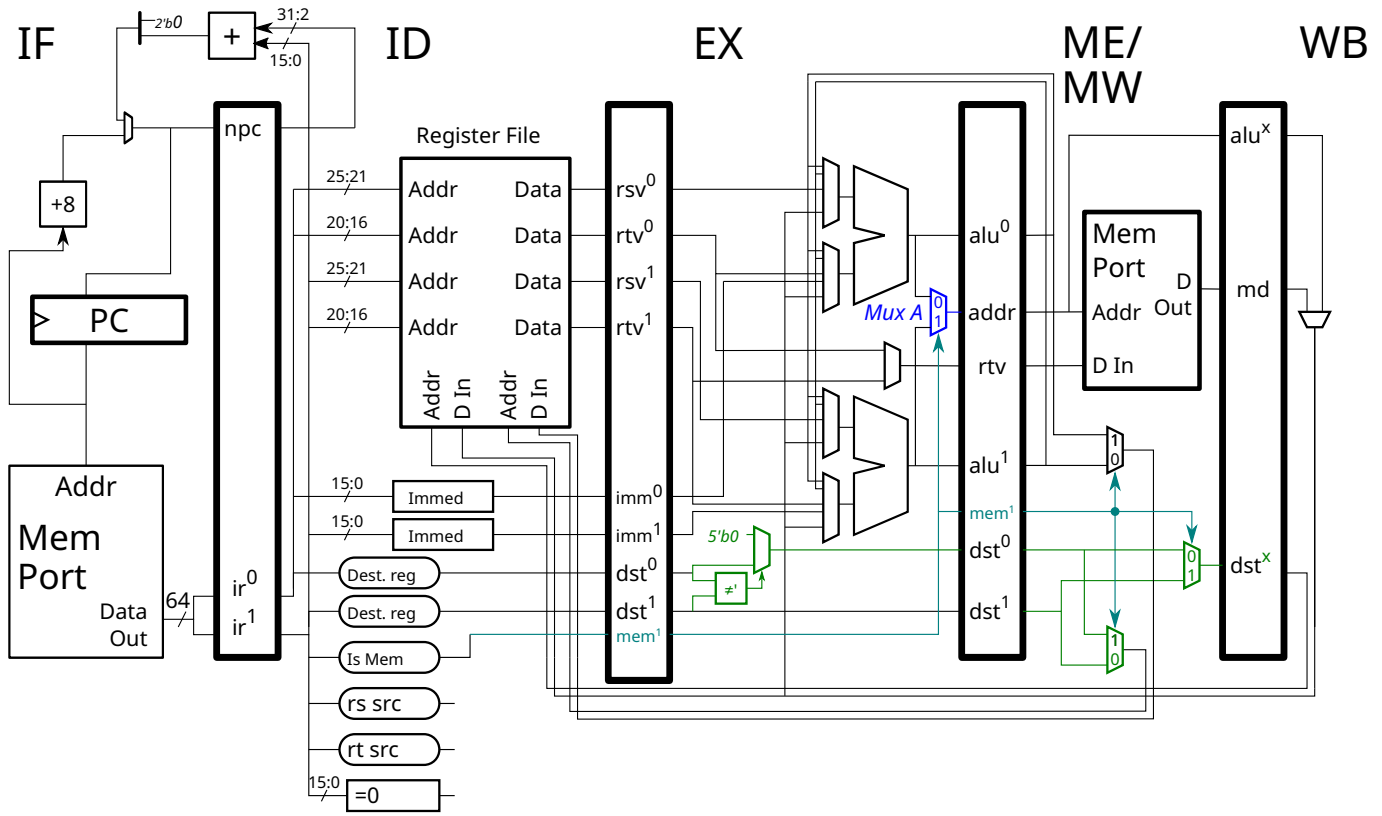 IF
ID
EX
ME/
MW
WB
2'b0
+
31:2
15:0
npc
+8
PC
Addr
Mem
Port
Data
Out
64
ir0
ir1
Register File
25:21
Addr
Data
20:16
Addr
Data
25:21
Addr
Data
20:16
Addr
Data
Addr
D In
Addr
D In
15:0
Immed
15:0
Immed
Dest. reg
Dest. reg
Is Mem
rs src
rt src
15:0
=0
rsv0
rtv0
rsv1
rtv1
imm0
imm1
dst0
dst1
mem1
5'b0
≠'
Mux A
0
1
alu0
addr
rtv
alu1
mem1
dst0
dst1
Mem
Port
D
Out
Addr
D In
1
0
0
1
1
0
alux
md
dstx